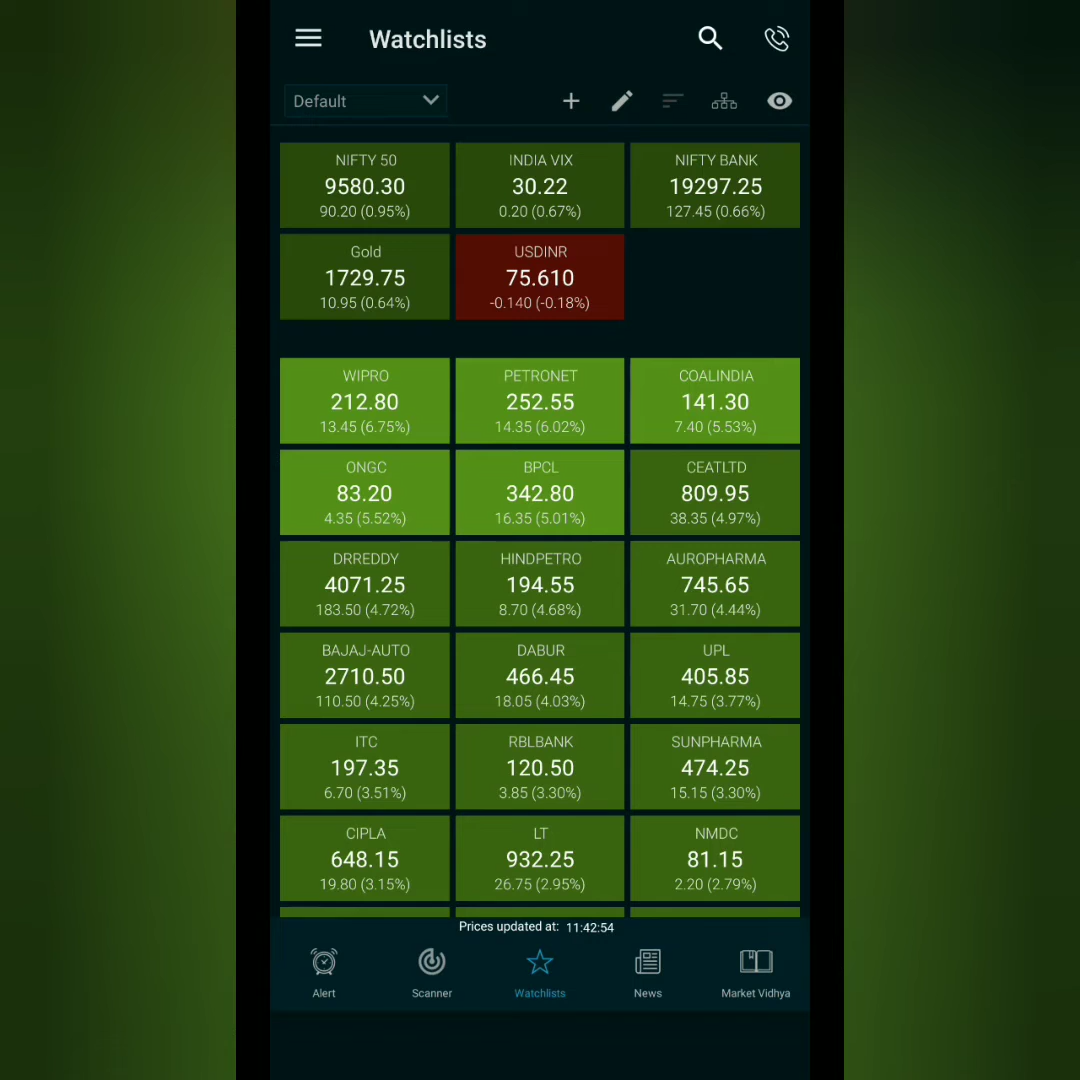 Watchlists
Default
NIFTY 50
9580.30
90.20 (0.95%)
INDIA VIX
30.22
0.20 (0.67%)
NIFTY BANK
19297.25
127.45 (0.66%)
Gold
1729.75
10.95 (0.64%)
USDINR
75.610
-0.140 (-0.18%)
WIPRO
212.80
13.45 (6.75%)
PETRONET
252.55
14.35 (6.02%)
COALINDIA
141.30
7.40 (5.53%)
ONGC
83.20
4.35 (5.52%)
BPCL
342.80
16.35 (5.01%)
CEATLTD
809.95
38.35 (4.97%)
DRREDDY
4071.25
183.50 (4.72%)
HINDPETRO
194.55
8.70 (4.68%)
AUROPHARMA
745.65
31.70 (4.44%)
BAJAJ-AUTO
2710.50
110.50 (4.25%)
DABUR
466.45
18.05 (4.03%)
UPL
405.85
14.75 (3.77%)
ITC
197.35
6.70 (3.51%)
RBLBANK
120.50
3.85 (3.30%)
SUNPHARMA
474.25
15.15 (3.30%)
CIPLA
648.15
19.80 (3.15%)
LT
932.25
26.75 (2.95%)
NMDC
81.15
2.20 (2.79%)
Prices updated at: 11:42:54
Alert
Scanner
Watchlists
News
Market Vidhya